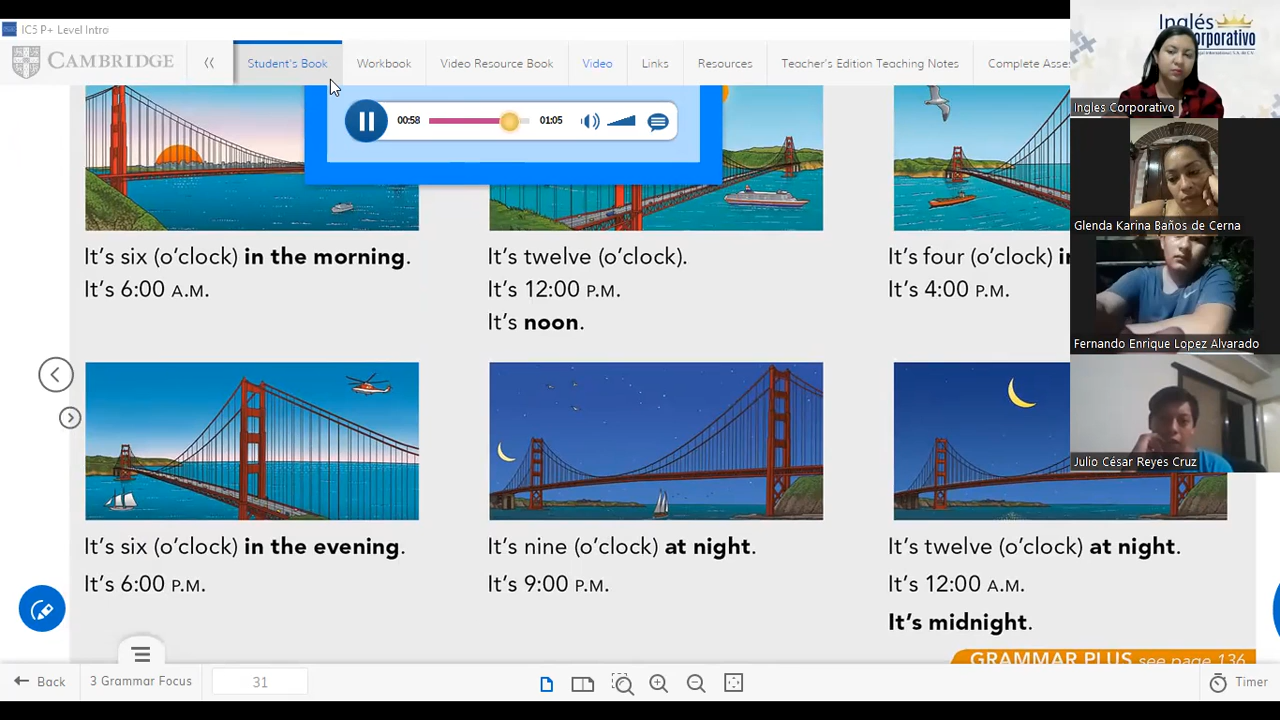 IC5 P+ Level Intro
CAMBRIDGE
Student's Book
Workbook
Video
Links
Resources
Teacher's Edition Teaching Notes
Complete
Inglés
Corporativo
Ingles Corporativo
00:58
01:05
Glenda Karina Baños de Cerna
Fernando Enrique Lopez Alvarado
Julio César Reyes Cruz
It's six (o'clock) in the morning.
It's 6:00 A.M.
It's twelve (o'clock).
It's 12:00 P.M.
It's noon.
It's four (o'clock)
It's 4:00 P.M.
It's six (o'clock) in the evening.
It's 6:00 P.M.
It's nine (o'clock) at night.
It's 9:00 P.M.
It's twelve (o'clock) at night.
It's 12:00 A.M.
It's midnight.
GRAMMAR PLUS see page 136
Back
3 Grammar Focus
31
Timer